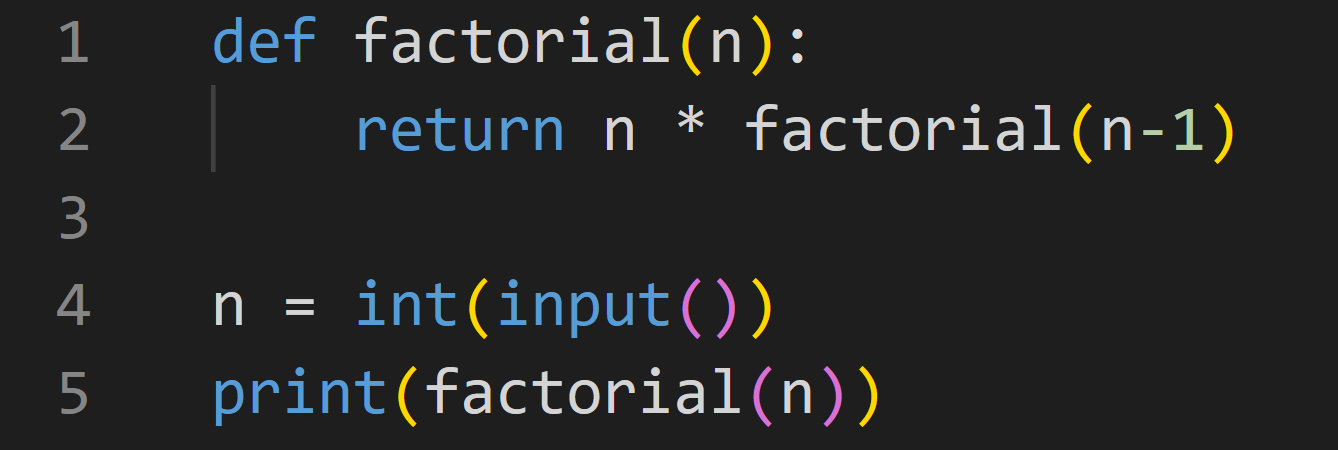 1 def factorial(n):
2     return n * factorial(n-1)
3
4 n = int(input())
5 print(factorial(n))